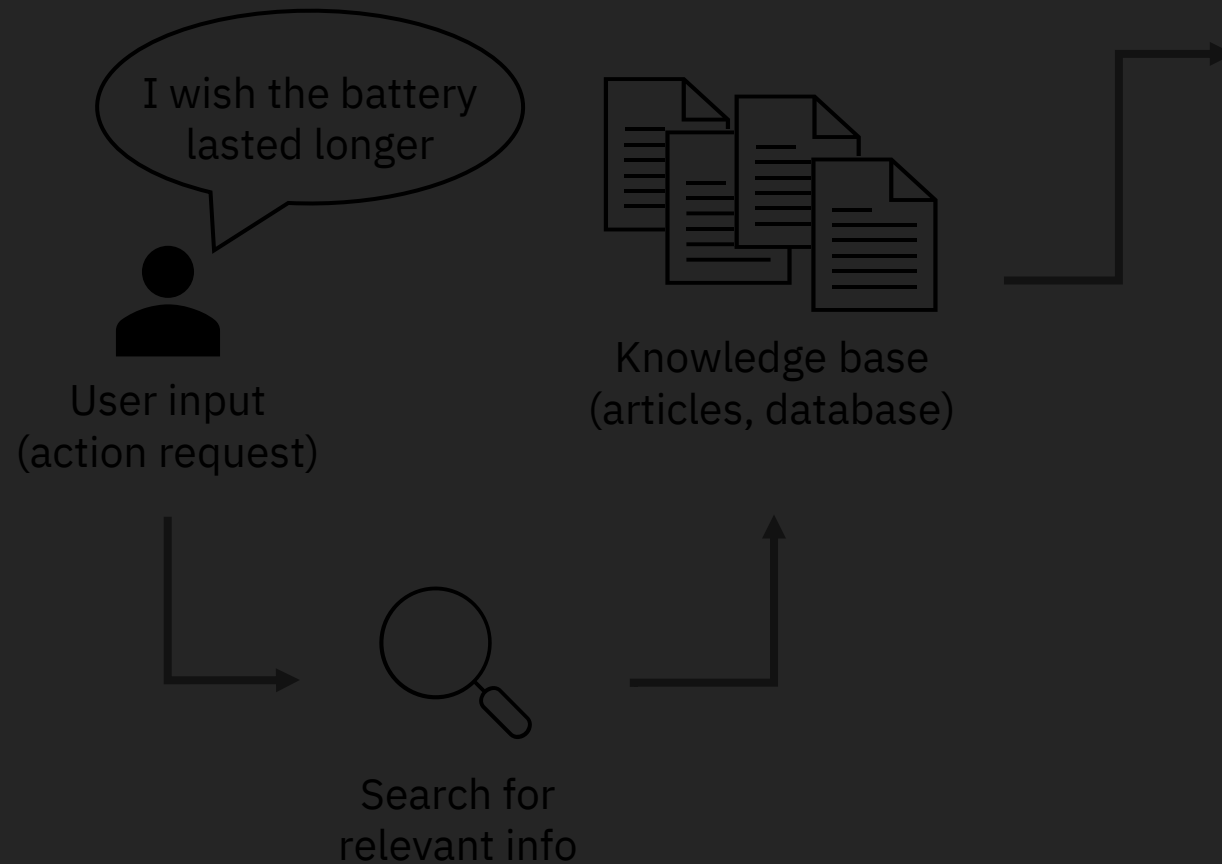 I wish the battery
lasted longer
User input
(action request)
Knowledge base
(articles, database)
Search for
relevant info